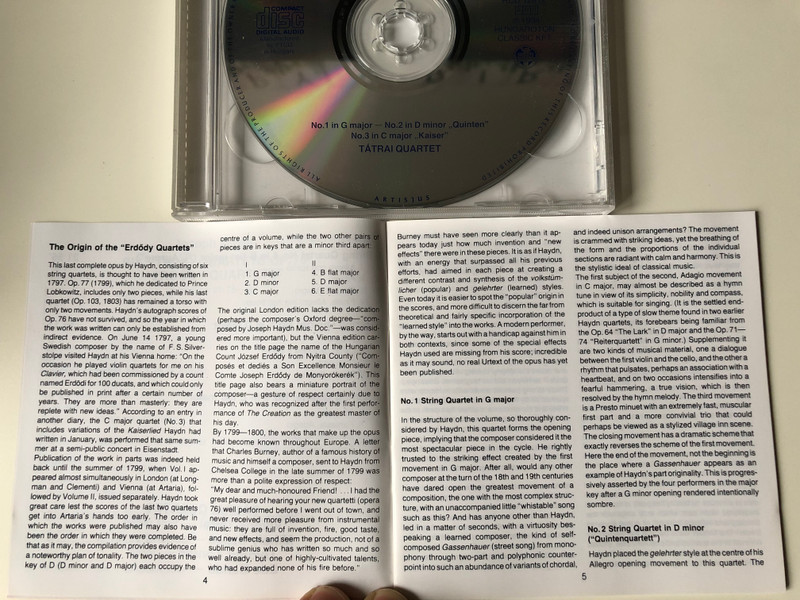 COMPACT
disc
DIGITAL AUDIO
HUNGAROTON
CLASSIC KFT.
ALL RIGHTS OF THE PRODUCER AND
No.1 in G major — No.2 in D minor „Quinten"
No.3 in C major „Kaiser"
TÁTRAI QUARTET
ARTISJUS
The Origin of the "Erdődy Quartets"
This last complete opus by Haydn, consisting of six
string quartets, is thought to have been written in
1797. Op. 77 (1799), which he dedicated to Prince
Lobkowitz, includes only two pieces, while his last
quartet (Op. 103, 1803) has remained a torso with
only two movements. Haydn's autograph scores of
Op. 76 have not survived, and so the year in which
the work was written can only be established from
indirect evidence. On June 14 1797, a young
Swedish composer by the name of F. S. Silver-
stolpe visited Haydn at his Vienna home: "On the
occasion he played violin quartets for me on his
Clavier, which had been commissioned by a count
named Erdödi for 100 ducats, and which could only
be published in print after a certain number of
years. They are more than masterly; they are
replete with new ideas." According to an entry in
another diary, the C major quartet (No. 3) that
includes variations of the Kaiserlied Haydn had
written in January, was performed that same sum-
mer at a semi-public concert in Eisenstadt.
Publication of the work in parts was indeed held
back until the summer of 1799, when Vol. I ap-
peared almost simultaneously in London (at Long-
man and Clementi) and Vienna (at Artaria), fol-
lowed by Volume II, issued separately. Haydn took
great care lest the scores of the last two quartets
get into Artaria's hands too early. The order in
which the works were published may also have
been the order in which they were completed. Be
that as it may, the compilation provides evidence of
a noteworthy plan of tonality. The two pieces in the
key of D (D minor and D major) each occupy the
centre of a volume, while the two other pairs of
pieces are in keys that are a minor third apart:
I II
1. G major 4. B flat major
2. D minor 5. D major
3. C major 6. E flat major
The original London edition lacks the dedication
(perhaps the composer's Oxford degree—"com-
posed by Joseph Haydn Mus. Doc."—was consid-
ered more important), but the Vienna edition car-
ries on the title page the name of the Hungarian
Count József Erdődy from Nyitra County ("Com-
posés et dediés a Son Excellence Monsieur le
Comte Joseph Erdödy de Monyorókerék"). This
title page also bears a miniature portrait of the
composer—a gesture of respect certainly due to
Haydn, who was recognized after the first perfor-
mance of The Creation as the greatest master of
his day.
By 1799—1800, the works that make up the opus
had become known throughout Europe. A letter
that Charles Burney, author of a famous history of
music and himself a composer, sent to Haydn from
Chelsea College in the late summer of 1799 was
more than a polite expression of respect:
"My dear and much-honoured Friend! . . . I had the
great pleasure of hearing your new quartetti (opera
76) well performed before I went out of town, and
never received more pleasure from instrumental
music: they are full of invention, fire, good taste,
and new effects, and seem the production, not of a
sublime genius who has written so much and so
well already, but one of highly-cultivated talents,
who had expanded none of his fire before."
4
Burney must have seen more clearly than it ap-
pears today just how much invention and "new
effects" there were in these pieces. It is as if Haydn,
with an energy that surpassed all his previous
efforts, had aimed in each piece at creating a
different contrast and synthesis of the volkstüm-
licher (popular) and gelehrter (learned) styles.
Even today it is easier to spot the "popular" origin in
the scores, and more difficult to discern the far from
theoretical and fairly specific incorporation of the
"learned style" into the works. A modern performer,
by the way, starts out with a handicap against him in
both contexts, since some of the special effects
Haydn used are missing from his score; incredible
as it may sound, no real Urtext of the opus has yet
been published.
No. 1 String Quartet in G major
In the structure of the volume, so thoroughly con-
sidered by Haydn, this quartet forms the opening
piece, implying that the composer considered it the
most spectacular piece in the cycle. He rightly
trusted to the striking effect created by the first
movement in G major. After all, would any other
composer at the turn of the 18th and 19th centuries
have dared open the greatest movement of a
composition, the one with the most complex struc-
ture, with an unaccompanied little "whistable" song
such as this? And has anyone other than Haydn,
led in a matter of seconds, with a virtuosity bes-
peaking a learned composer, the kind of self-
composed Gassenhauer (street song) from mono-
phony through two-part and polyphonic counter-
point into such an abundance of variants of chordal,
and indeed unison arrangements? The movement
is crammed with striking ideas, yet the breathing of
the form and the proportions of the individual
sections are radiant with calm and harmony. This is
the stylistic ideal of classical music.
The first subject of the second, Adagio movement
in C major, may almost be described as a hymn
tune in view of its simplicity, nobility and compass,
which is suitable for singing. (It is the settled end-
product of a type of slow theme found in two earlier
Haydn quartets, its forebears being familiar from
the Op. 64 "The Lark" in D major and the Op. 71—
74 "Reiterquartett" in G minor.) Supplementing it
are two kinds of musical material, one a dialogue
between the first violin and the cello, and the other a
rhythm that pulsates, perhaps an association with a
heartbeat, and on two occasions intensifies into a
fearful hammering, a true vision, which is then
resolved by the hymn melody. The third movement
is a Presto minuet with an extremely fast, muscular
first part and a more convivial trio that could
perhaps be viewed as a stylized village inn scene.
The closing movement has a dramatic scheme that
exactly reverses the scheme of the first movement.
Here the end of the movement, not the beginning is
the place where a Gassenhauer appears as an
example of Haydn's part originality. This is progres-
sively asserted by the four performers in the major
key after a G minor opening rendered intentionally
sombre.
No. 2 String Quartet in D minor
("Quintenquartett")
Haydn placed the gelehrter style at the centre of his
Allegro opening movement to this quartet. The
5